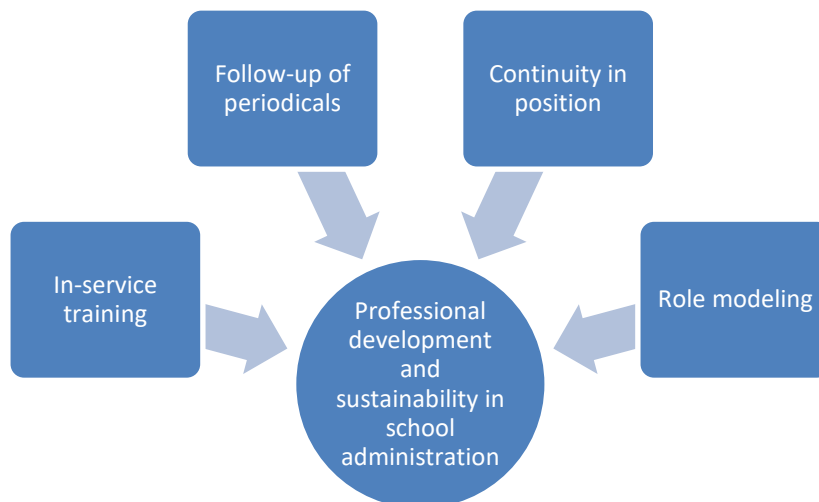 Follow-up of
periodicals
Continuity in
position
In-service
training
Role modeling
Professional
development
and
sustainability in
school
administration